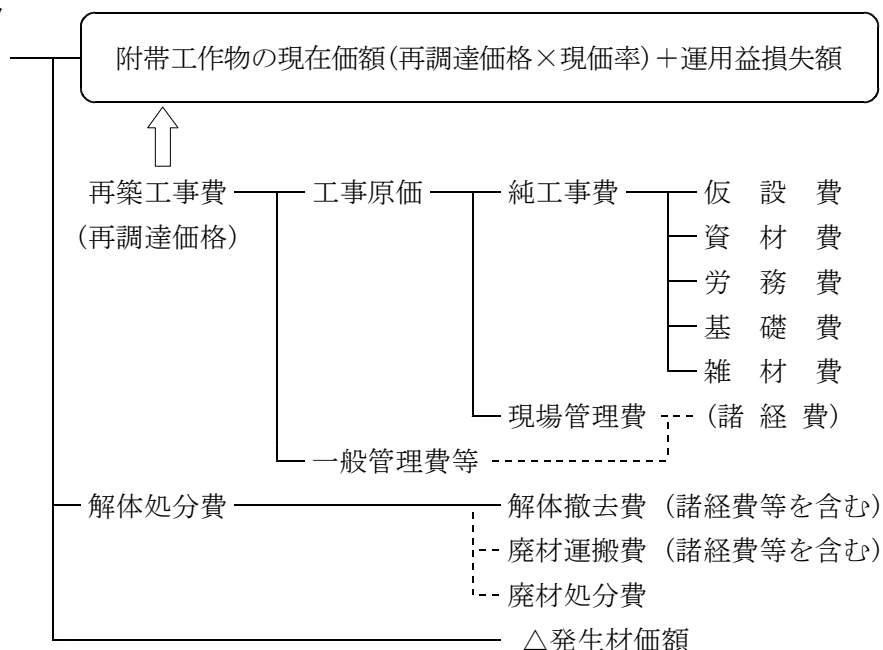 附帯工作物の現在価額(再調達価格×現価率)＋運用益損失額
再築工事費 工事原価 純工事費 仮設費
(再調達価格) 資材費
労務費
基礎費
雑材費
現場管理費 (諸経費)
一般管理費等
解体処分費 解体撤去費 (諸経費等を含む)
廃材運搬費 (諸経費等を含む)
廃材処分費
△発生材価額